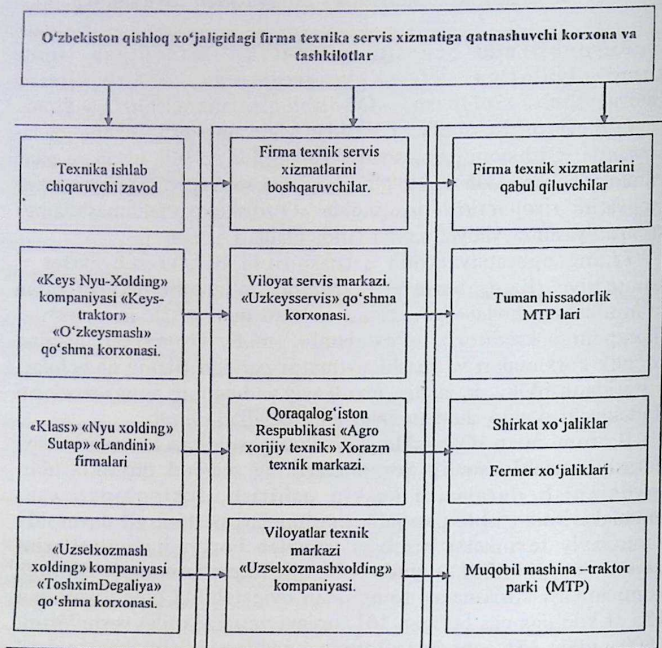 O‘zbekiston qishloq xo‘jaligidagi firma texnika servis xizmatiga qatnashuvchi korxona va
tashkilotlar
Texnika ishlab
chiqaruvchi zavod
Firma texnik servis
xizmatlarini
boshqaruvchilar.
Firma texnik xizmatlarini
qabul qiluvchilar
«Keys Nyu-Xolding»
kompaniyasi «Keys-
traktor»
«O‘zkeysmash»
qo‘shma korxonasi.
Viloyat servis markazi.
«Uzkeysservis» qo‘shma
korxonasi.
Tuman hissadorlik
MTP lari
«Klass» «Nyu xolding»
Sutap» «Landini»
firmalari
Qoraqalog‘iston
Respublikasi «Agro
xorijiy texnik» Xorazm
texnik markazi.
Shirkat xo‘jaliklar
Fermer xo‘jaliklari
«Uzselxozmash
xolding» kompaniyasi
«ToshximDegaliya»
qo‘shma korxonasi.
Viloyatlar texnik
markazi
«Uzselxozmashxolding»
kompaniyasi.
Muqobil mashina –traktor
parki (MTP)